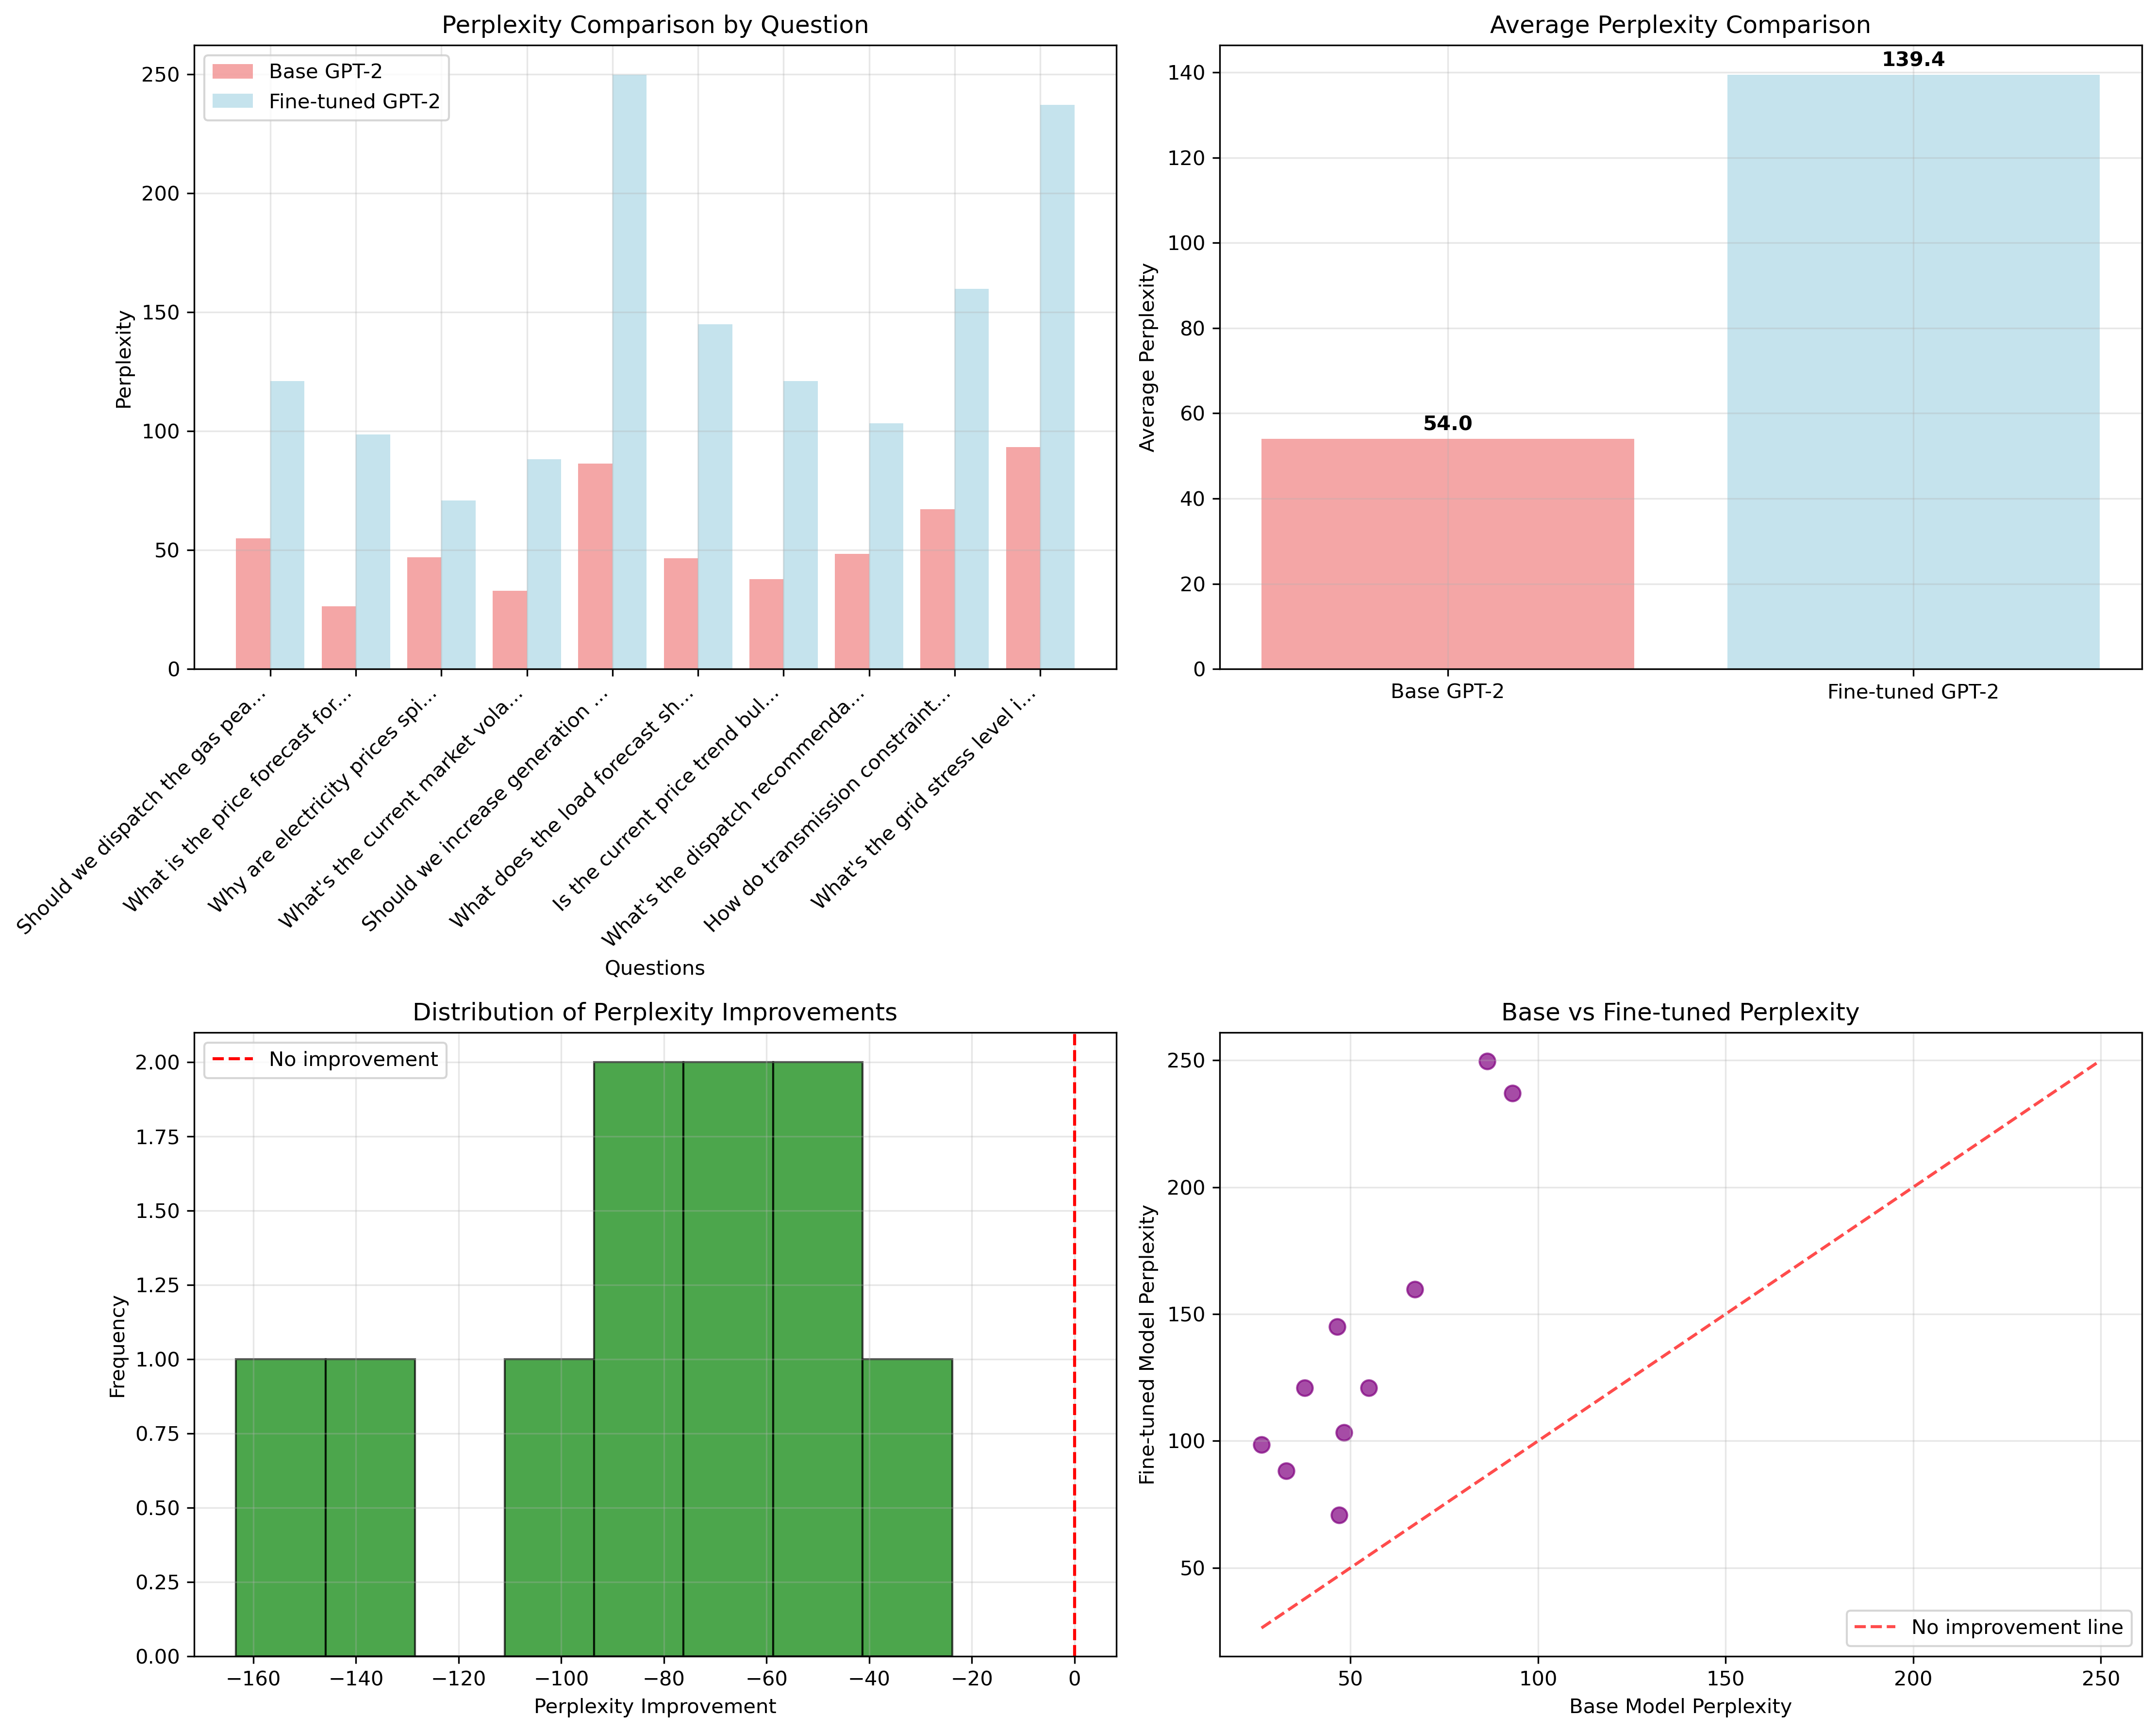 Perplexity Comparison by Question
Base GPT-2
Fine-tuned GPT-2
250
200
150
100
50
0
Perplexity
Should we dispatch the gas pea...
What is the price forecast for...
Why are electricity prices spi...
What's the current market vola...
Should we increase generation ...
What does the load forecast sh...
Is the current price trend bul...
What's the dispatch recommenda...
How do transmission constraint...
What's the grid stress level i...
Questions
Average Perplexity Comparison
140
120
100
80
60
40
20
0
Average Perplexity
54.0
139.4
Base GPT-2
Fine-tuned GPT-2
Distribution of Perplexity Improvements
No improvement
2.00
1.75
1.50
1.25
1.00
0.75
0.50
0.25
0.00
Frequency
−160
−140
−120
−100
−80
−60
−40
−20
0
Perplexity Improvement
Base vs Fine-tuned Perplexity
250
200
150
100
50
Fine-tuned Model Perplexity
No improvement line
50
100
150
200
250
Base Model Perplexity